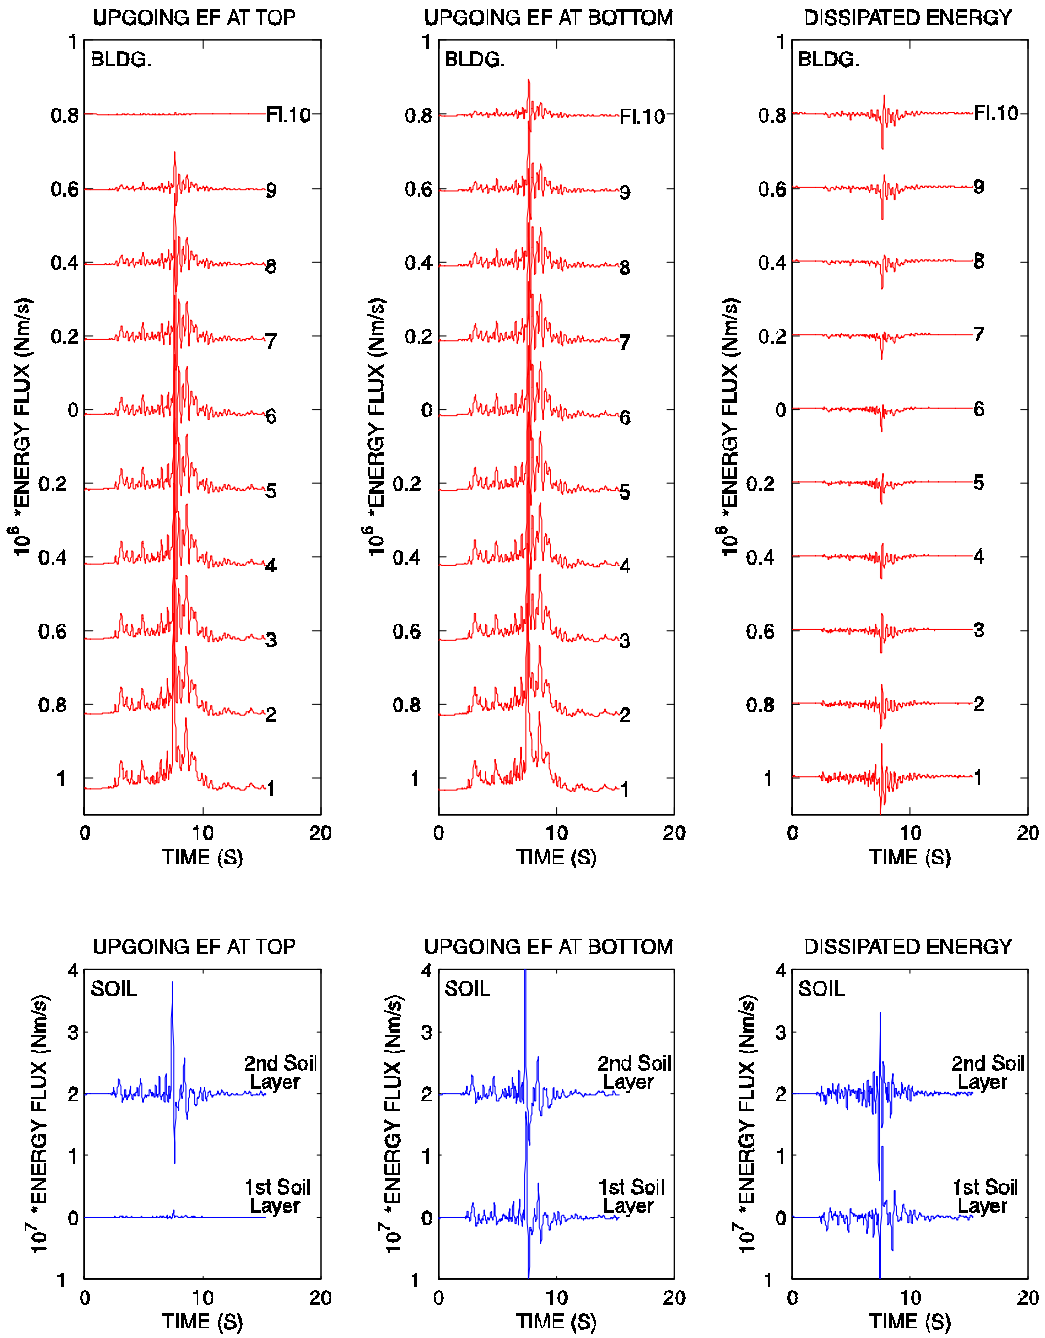 UPGOING EF AT TOP
UPGOING EF AT BOTTOM
DISSIPATED ENERGY
1
0.8
0.6
0.4
0.2
0
0.2
0.4
0.6
0.8
1
10^6 *ENERGY FLUX (Nm/s)
BLDG.
Fl.10
9
8
7
6
5
4
3
2
1
0 10 20
TIME (S)
1
0.8
0.6
0.4
0.2
0
0.2
0.4
0.6
0.8
1
10^6 *ENERGY FLUX (Nm/s)
BLDG.
Fl.10
9
8
7
6
5
4
3
2
1
0 10 20
TIME (S)
1
0.8
0.6
0.4
0.2
0
0.2
0.4
0.6
0.8
1
10^6 *ENERGY FLUX (Nm/s)
BLDG.
Fl.10
9
8
7
6
5
4
3
2
1
0 10 20
TIME (S)
UPGOING EF AT TOP
UPGOING EF AT BOTTOM
DISSIPATED ENERGY
4
3
2
1
0
1
10^7 *ENERGY FLUX (Nm/s)
SOIL
2nd Soil
Layer
1st Soil
Layer
0 10 20
TIME (S)
4
3
2
1
0
1
10^7 *ENERGY FLUX (Nm/s)
SOIL
2nd Soil
Layer
1st Soil
Layer
0 10 20
TIME (S)
4
3
2
1
0
1
10^7 *ENERGY FLUX (Nm/s)
SOIL
2nd Soil
Layer
1st Soil
Layer
0 10 20
TIME (S)